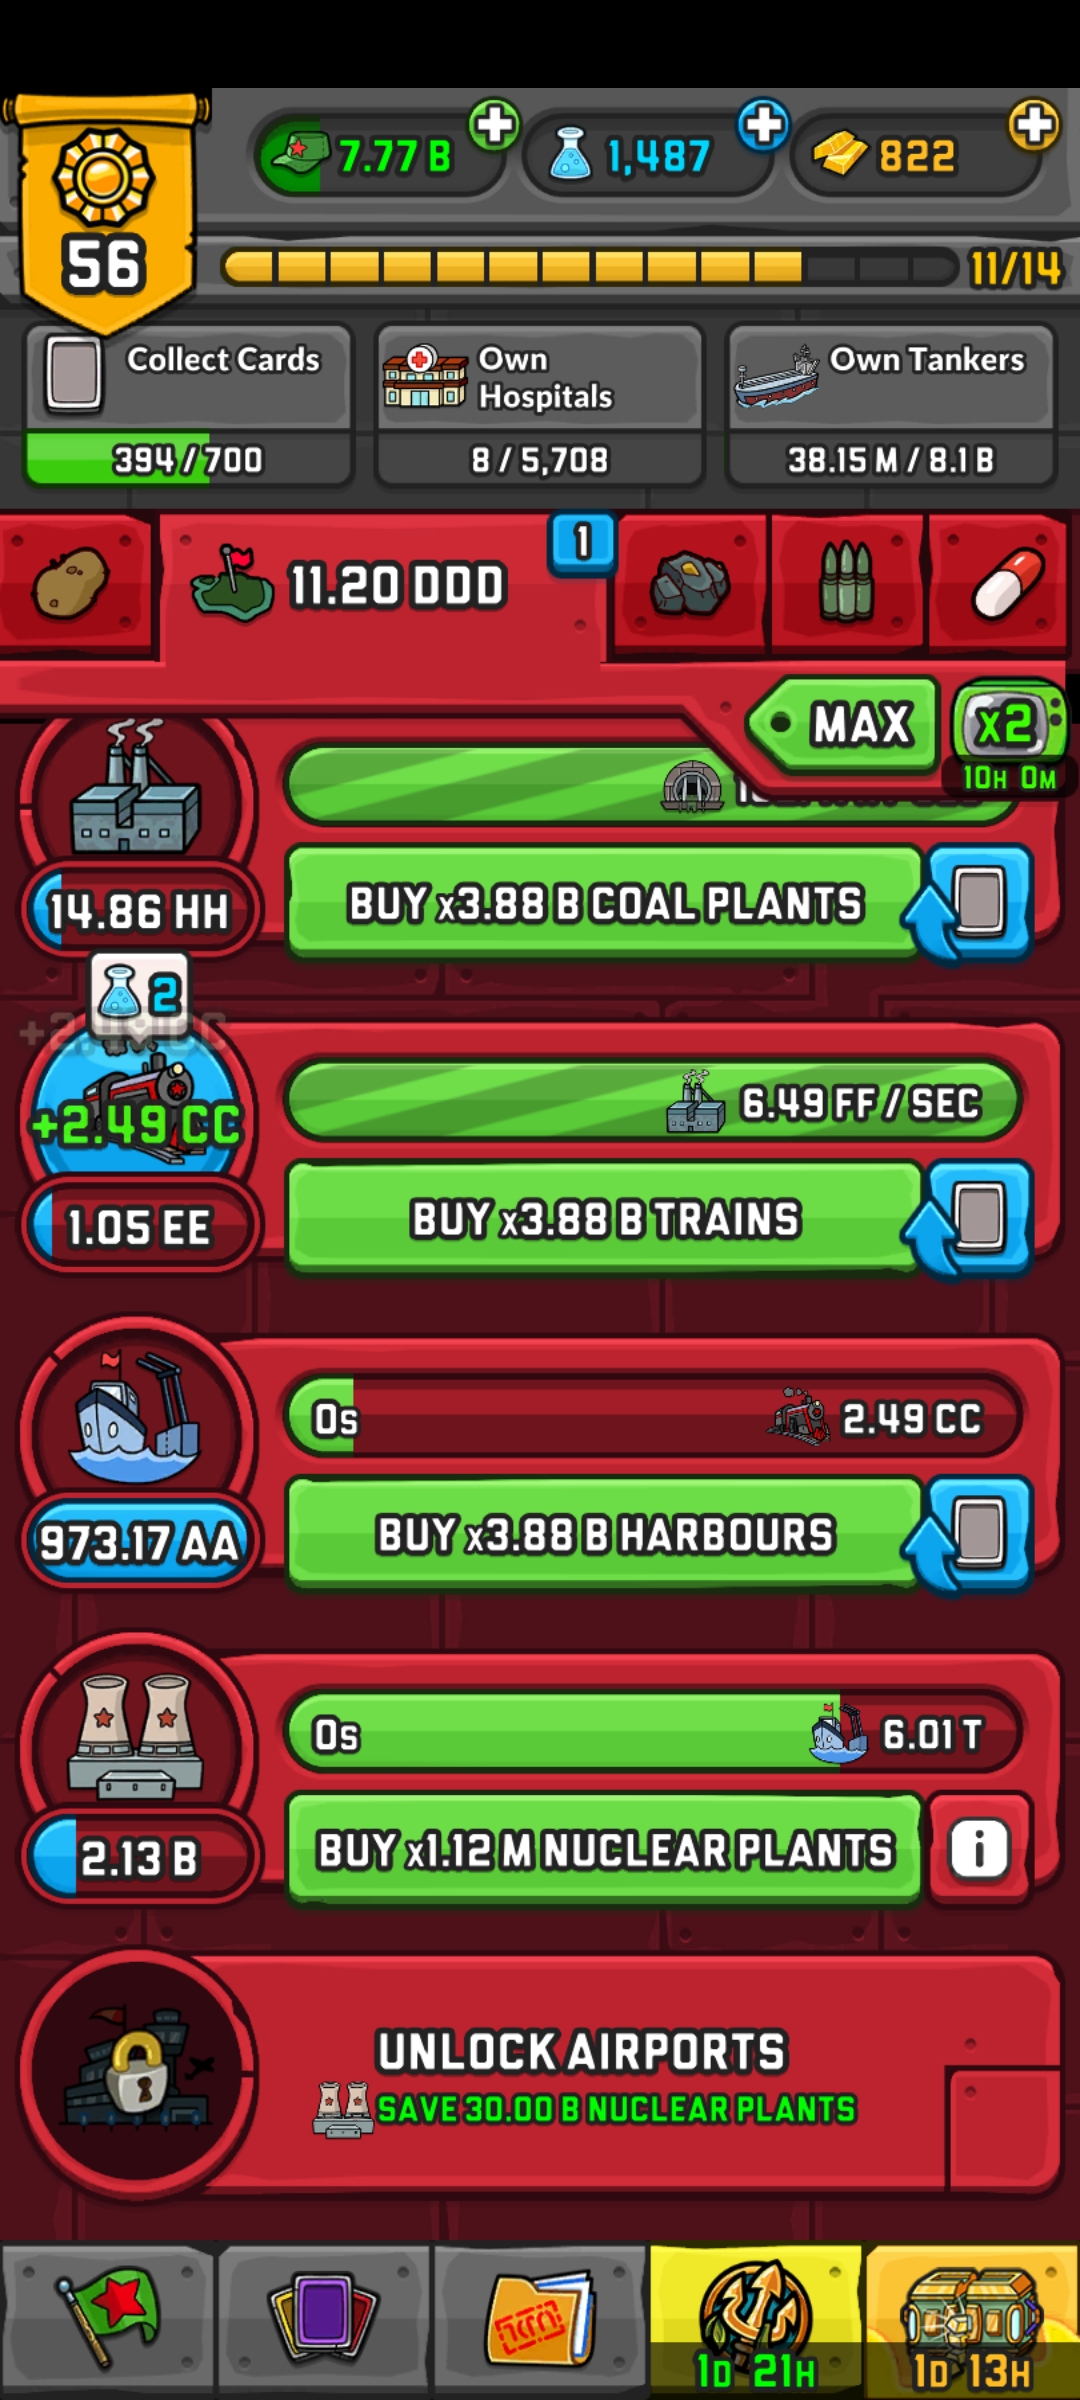 7.77 B
1,487
822
56
11/14
Collect Cards
394/700
Own
Hospitals
8/5,708
Own Tankers
38.15 M/8.1 B
11.20 DDD
1
MAX
x2
10H 0M
14.86 HH
BUY x3.88 B COAL PLANTS
2
+2.49 CC
+2.49 CC
6.49 FF/SEC
1.05 EE
BUY x3.88 B TRAINS
0s
2.49 CC
973.17 AA
BUY x3.88 B HARBOURS
0s
6.01 T
2.13 B
BUY x1.12 M NUCLEAR PLANTS
i
UNLOCK AIRPORTS
SAVE 30.00 B NUCLEAR PLANTS
1D 21H
1D 13H